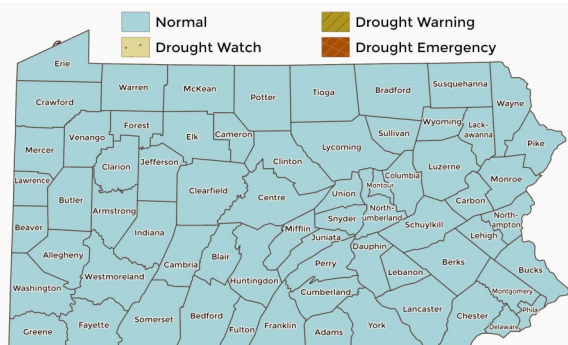 Normal
Drought Warning
Drought Watch
Drought Emergency
Erie
Warren
McKean
Potter
Tioga
Bradford
Susquehanna
Wayne
Crawford
Forest
Elk
Cameron
Sullivan
Wyoming
Lack-
awanna
Pike
Mercer
Venango
Clarion
Jefferson
Clinton
Lycoming
Luzerne
Monroe
Lawrence
Butler
Armstrong
Clearfield
Centre
Union
Montour
Columbia
Carbon
Beaver
Indiana
Snyder
North-
umberland
Schuylkill
North-
ampton
Lehigh
Allegheny
Westmoreland
Cambria
Blair
Huntingdon
Mifflin
Juniata
Perry
Dauphin
Lebanon
Berks
Bucks
Washington
Somerset
Bedford
Fulton
Franklin
Cumberland
Adams
York
Lancaster
Chester
Montgomery
Phila
Delaware
Greene
Fayette